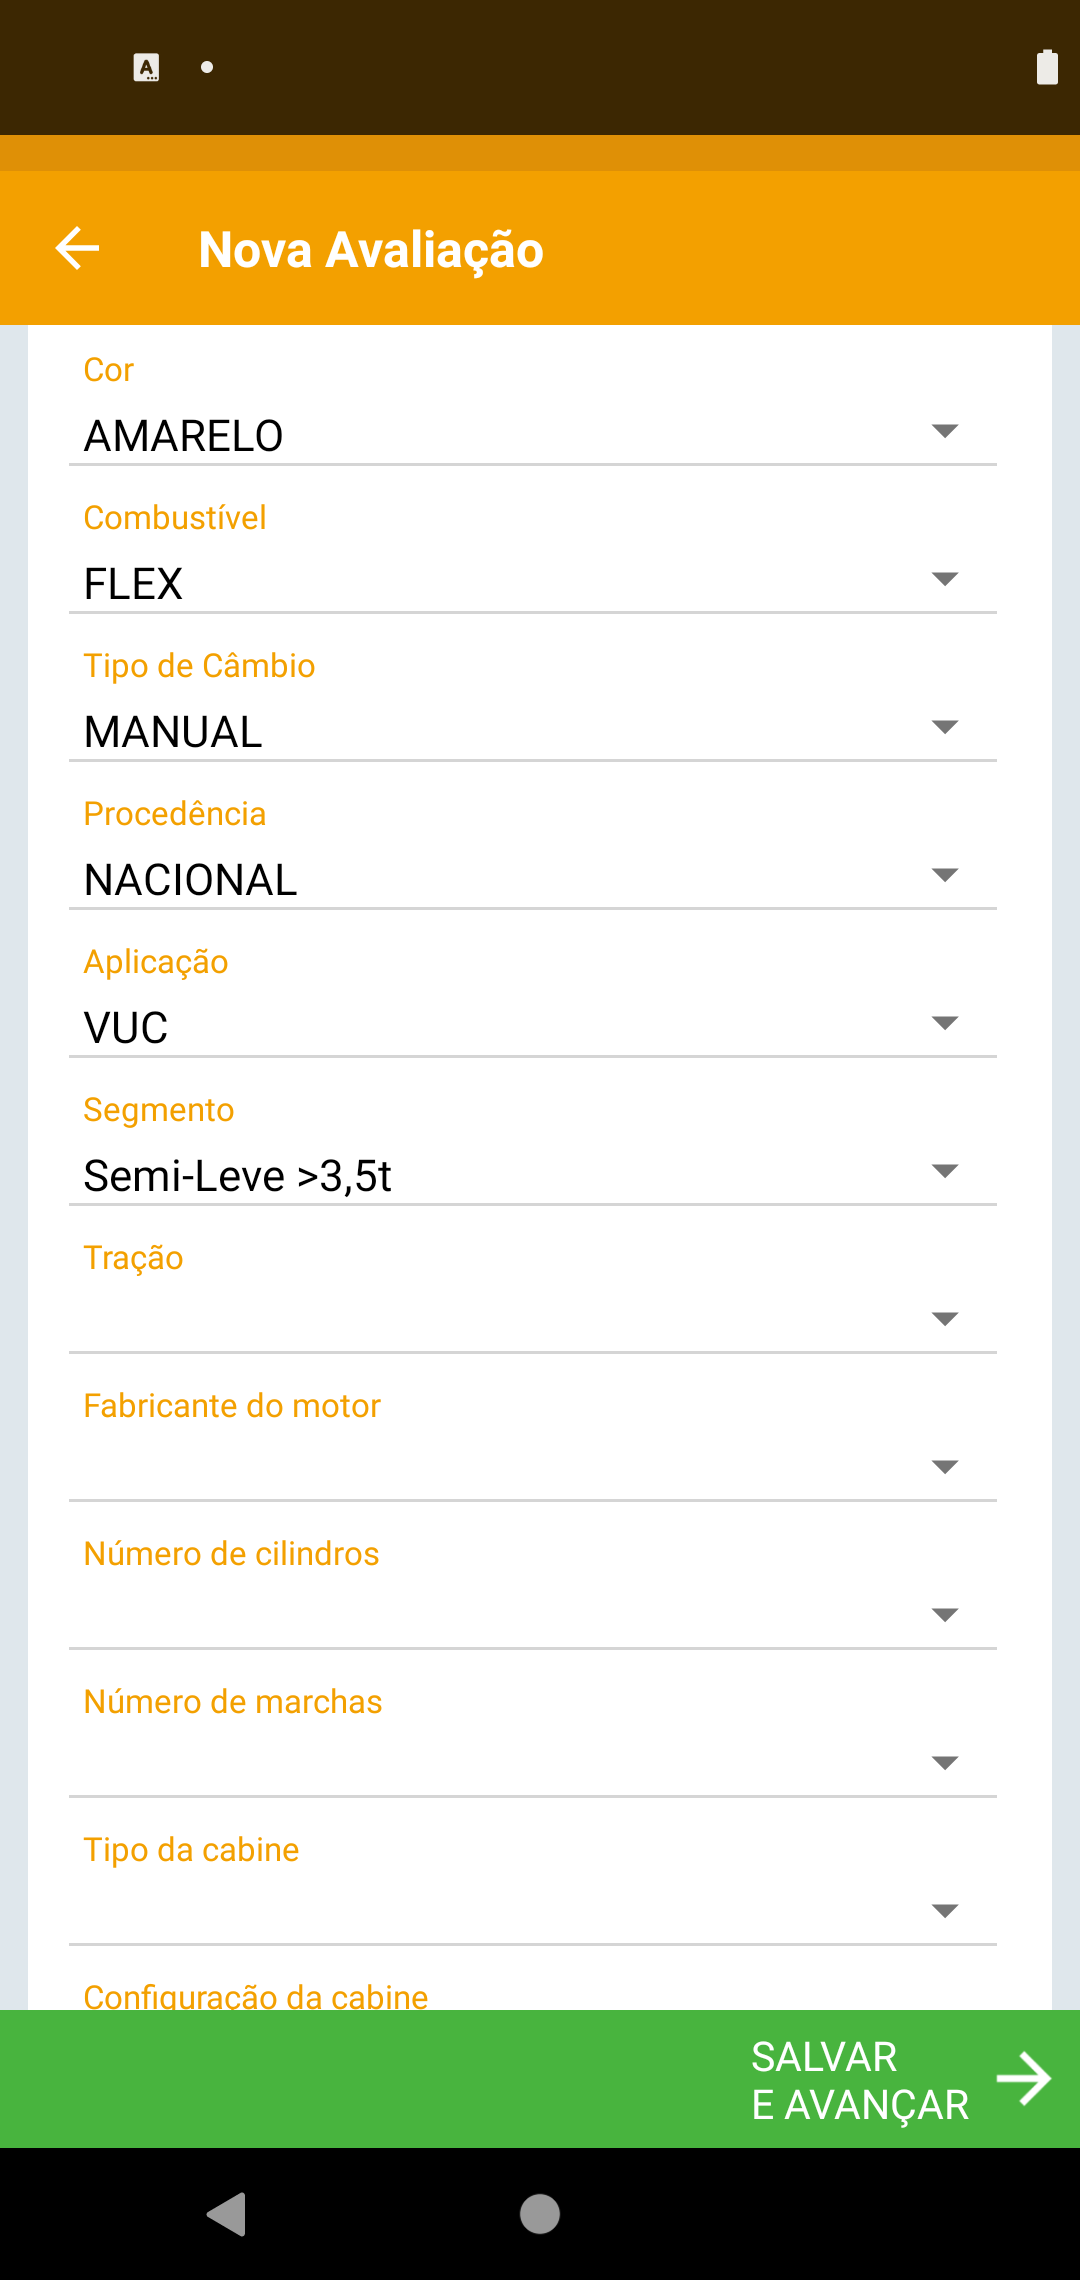 Nova Avaliação
Cor
AMARELO
Combustível
FLEX
Tipo de Câmbio
MANUAL
Procedência
NACIONAL
Aplicação
VUC
Segmento
Semi-Leve >3,5t
Tração
Fabricante do motor
Número de cilindros
Número de marchas
Tipo da cabine
Configuração da cabine
SALVAR
E AVANÇAR